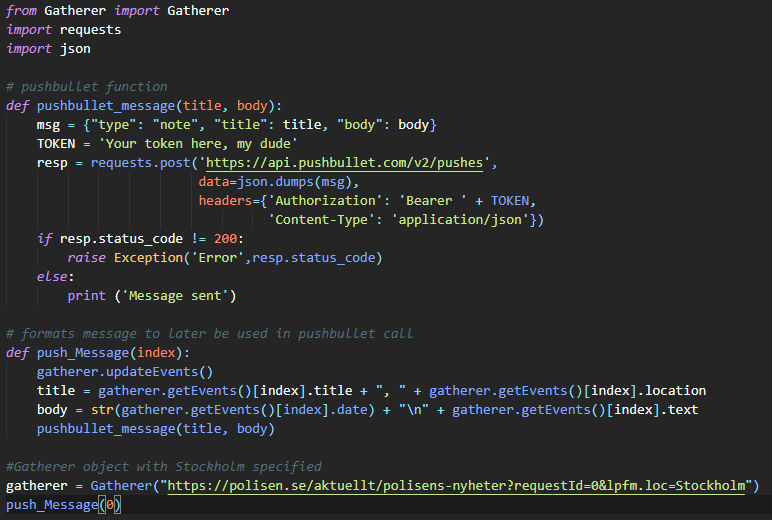 from Gatherer import Gatherer
import requests
import json

# pushbullet function
def pushbullet_message(title, body):
    msg = {"type": "note", "title": title, "body": body}
    TOKEN = 'Your token here, my dude'
    resp = requests.post('https://api.pushbullet.com/v2/pushes',
                         data=json.dumps(msg),
                         headers={'Authorization': 'Bearer ' + TOKEN,
                                  'Content-Type': 'application/json'})
    if resp.status_code != 200:
        raise Exception('Error',resp.status_code)
    else:
        print ('Message sent')

# formats message to later be used in pushbullet call
def push_Message(index):
    gatherer.updateEvents()
    title = gatherer.getEvents()[index].title + ", " + gatherer.getEvents()[index].location
    body = str(gatherer.getEvents()[index].date) + "\n" + gatherer.getEvents()[index].text
    pushbullet_message(title, body)

#Gatherer object with Stockholm specified
gatherer = Gatherer("https://polisen.se/aktuellt/polisens-nyheter?requestId=0&lpfm.loc=Stockholm")
push_Message(0)